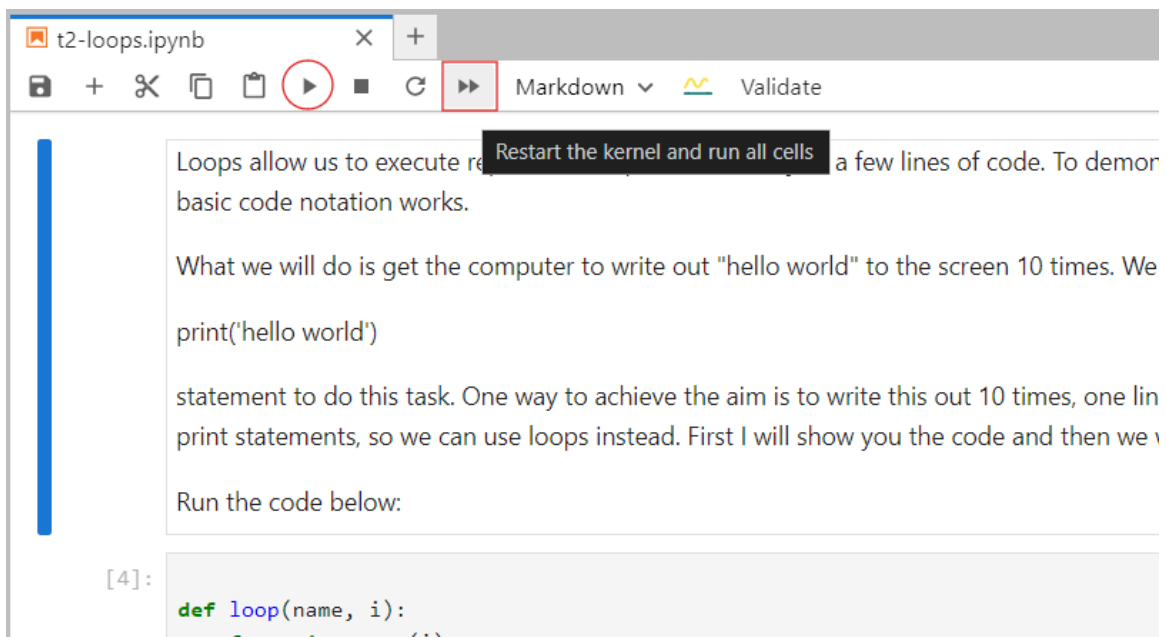 t2-loops.ipynb
Markdown
Validate
Restart the kernel and run all cells
Loops allow us to execute a few lines of code. To demon
basic code notation works.
What we will do is get the computer to write out "hello world" to the screen 10 times. We
print('hello world')
statement to do this task. One way to achieve the aim is to write this out 10 times, one lin
print statements, so we can use loops instead. First I will show you the code and then we
Run the code below:
[4]:
def loop(name, i):